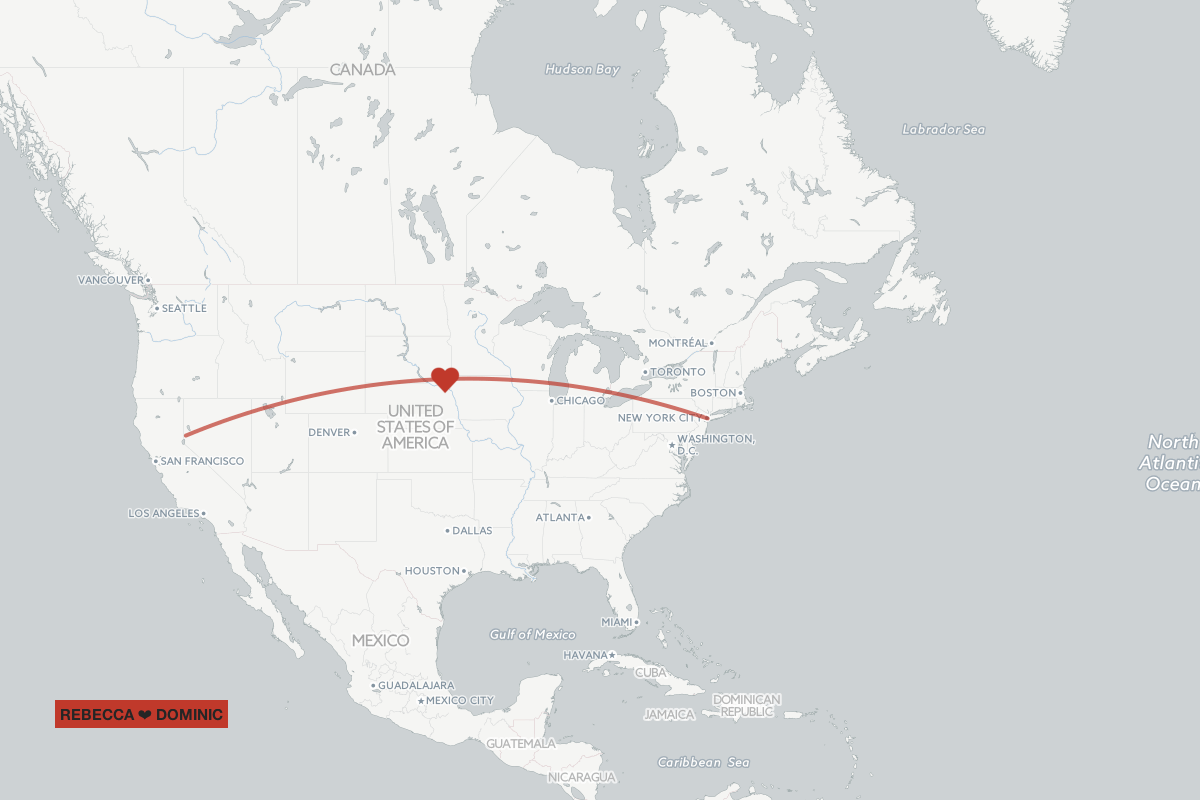 CANADA
Hudson Bay
Labrador Sea
VANCOUVER
SEATTLE
MONTRÉAL
TORONTO
BOSTON
CHICAGO
NEW YORK CITY
UNITED
STATES OF
AMERICA
DENVER
WASHINGTON,
D.C.
North
Atlanti
Ocean
SAN FRANCISCO
LOS ANGELES
ATLANTA
DALLAS
HOUSTON
MIAMI
Gulf of Mexico
MEXICO
HAVANA
CUBA
GUADALAJARA
MEXICO CITY
DOMINICAN
REPUBLIC
JAMAICA
REBECCA ❤ DOMINIC
GUATEMALA
Caribbean Sea
NICARAGUA